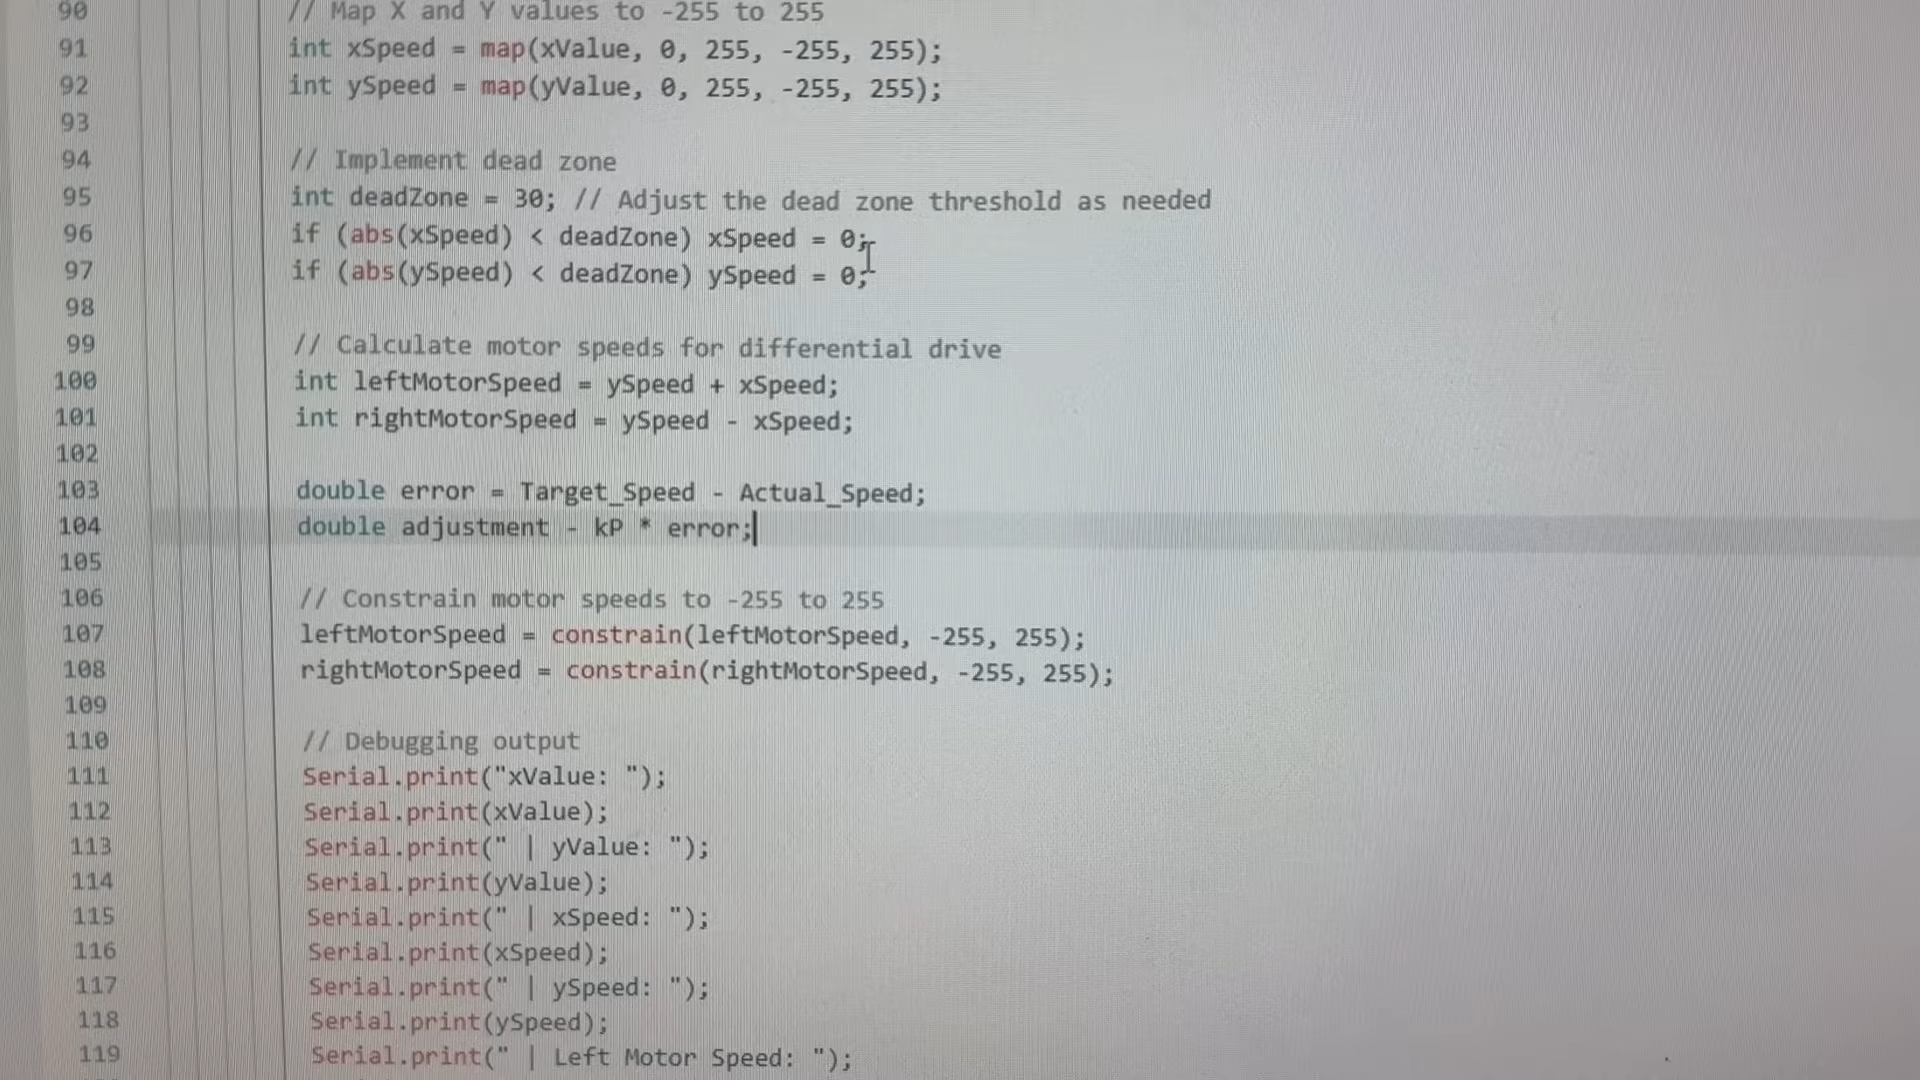 90 // Map X and Y values to -255 to 255
91 int xSpeed = map(xValue, 0, 255, -255, 255);
92 int ySpeed = map(yValue, 0, 255, -255, 255);
93
94 // Implement dead zone
95 int deadZone = 30; // Adjust the dead zone threshold as needed
96 if (abs(xSpeed) < deadZone) xSpeed = 0;
97 if (abs(ySpeed) < deadZone) ySpeed = 0;
98
99 // Calculate motor speeds for differential drive
100 int leftMotorSpeed = ySpeed + xSpeed;
101 int rightMotorSpeed = ySpeed - xSpeed;
102
103 double error = Target_Speed - Actual_Speed;
104 double adjustment - kP * error;
105
106 // Constrain motor speeds to -255 to 255
107 leftMotorSpeed = constrain(leftMotorSpeed, -255, 255);
108 rightMotorSpeed = constrain(rightMotorSpeed, -255, 255);
109
110 // Debugging output
111 Serial.print("xValue: ");
112 Serial.print(xValue);
113 Serial.print(" | yValue: ");
114 Serial.print(yValue);
115 Serial.print(" | xSpeed: ");
116 Serial.print(xSpeed);
117 Serial.print(" | ySpeed: ");
118 Serial.print(ySpeed);
119 Serial.print(" | Left Motor Speed: ");